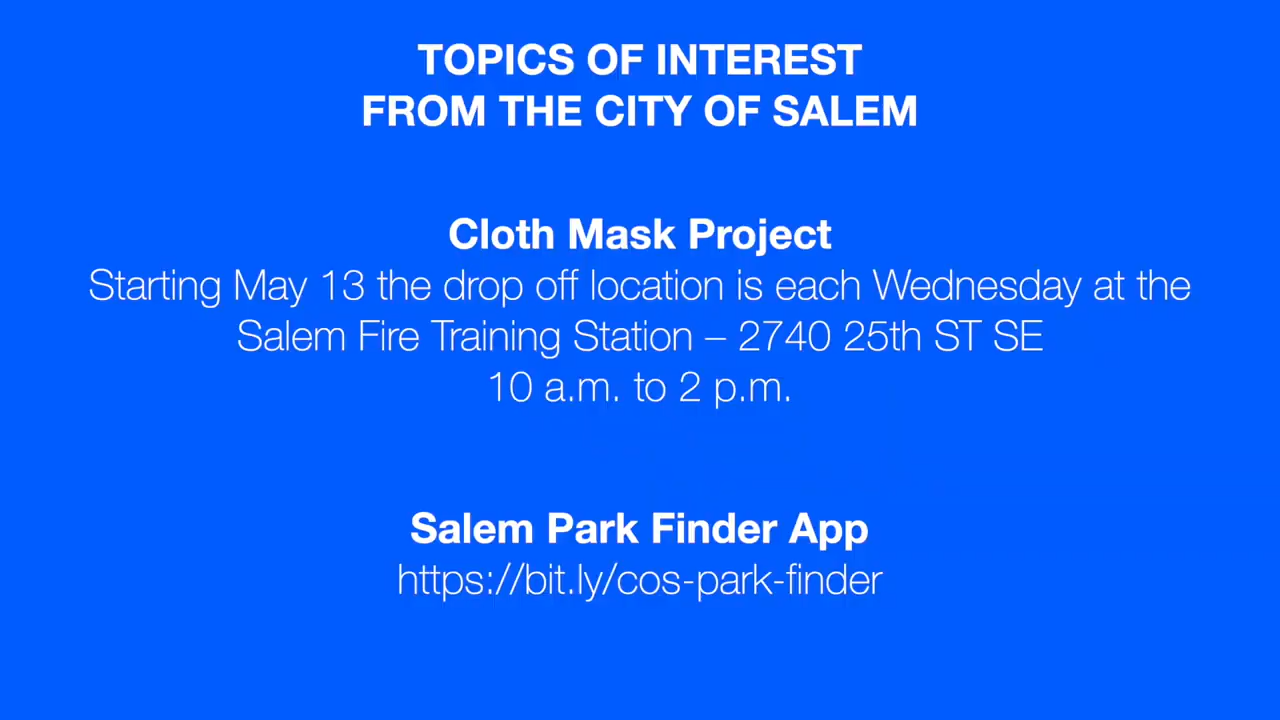 TOPICS OF INTEREST
FROM THE CITY OF SALEM
Cloth Mask Project
Starting May 13 the drop off location is each Wednesday at the
Salem Fire Training Station – 2740 25th ST SE
10 a.m. to 2 p.m.
Salem Park Finder App
https://bit.ly/cos-park-finder